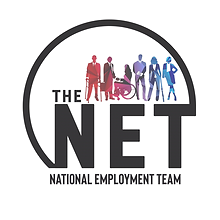 THE
NET
NATIONAL EMPLOYMENT TEAM